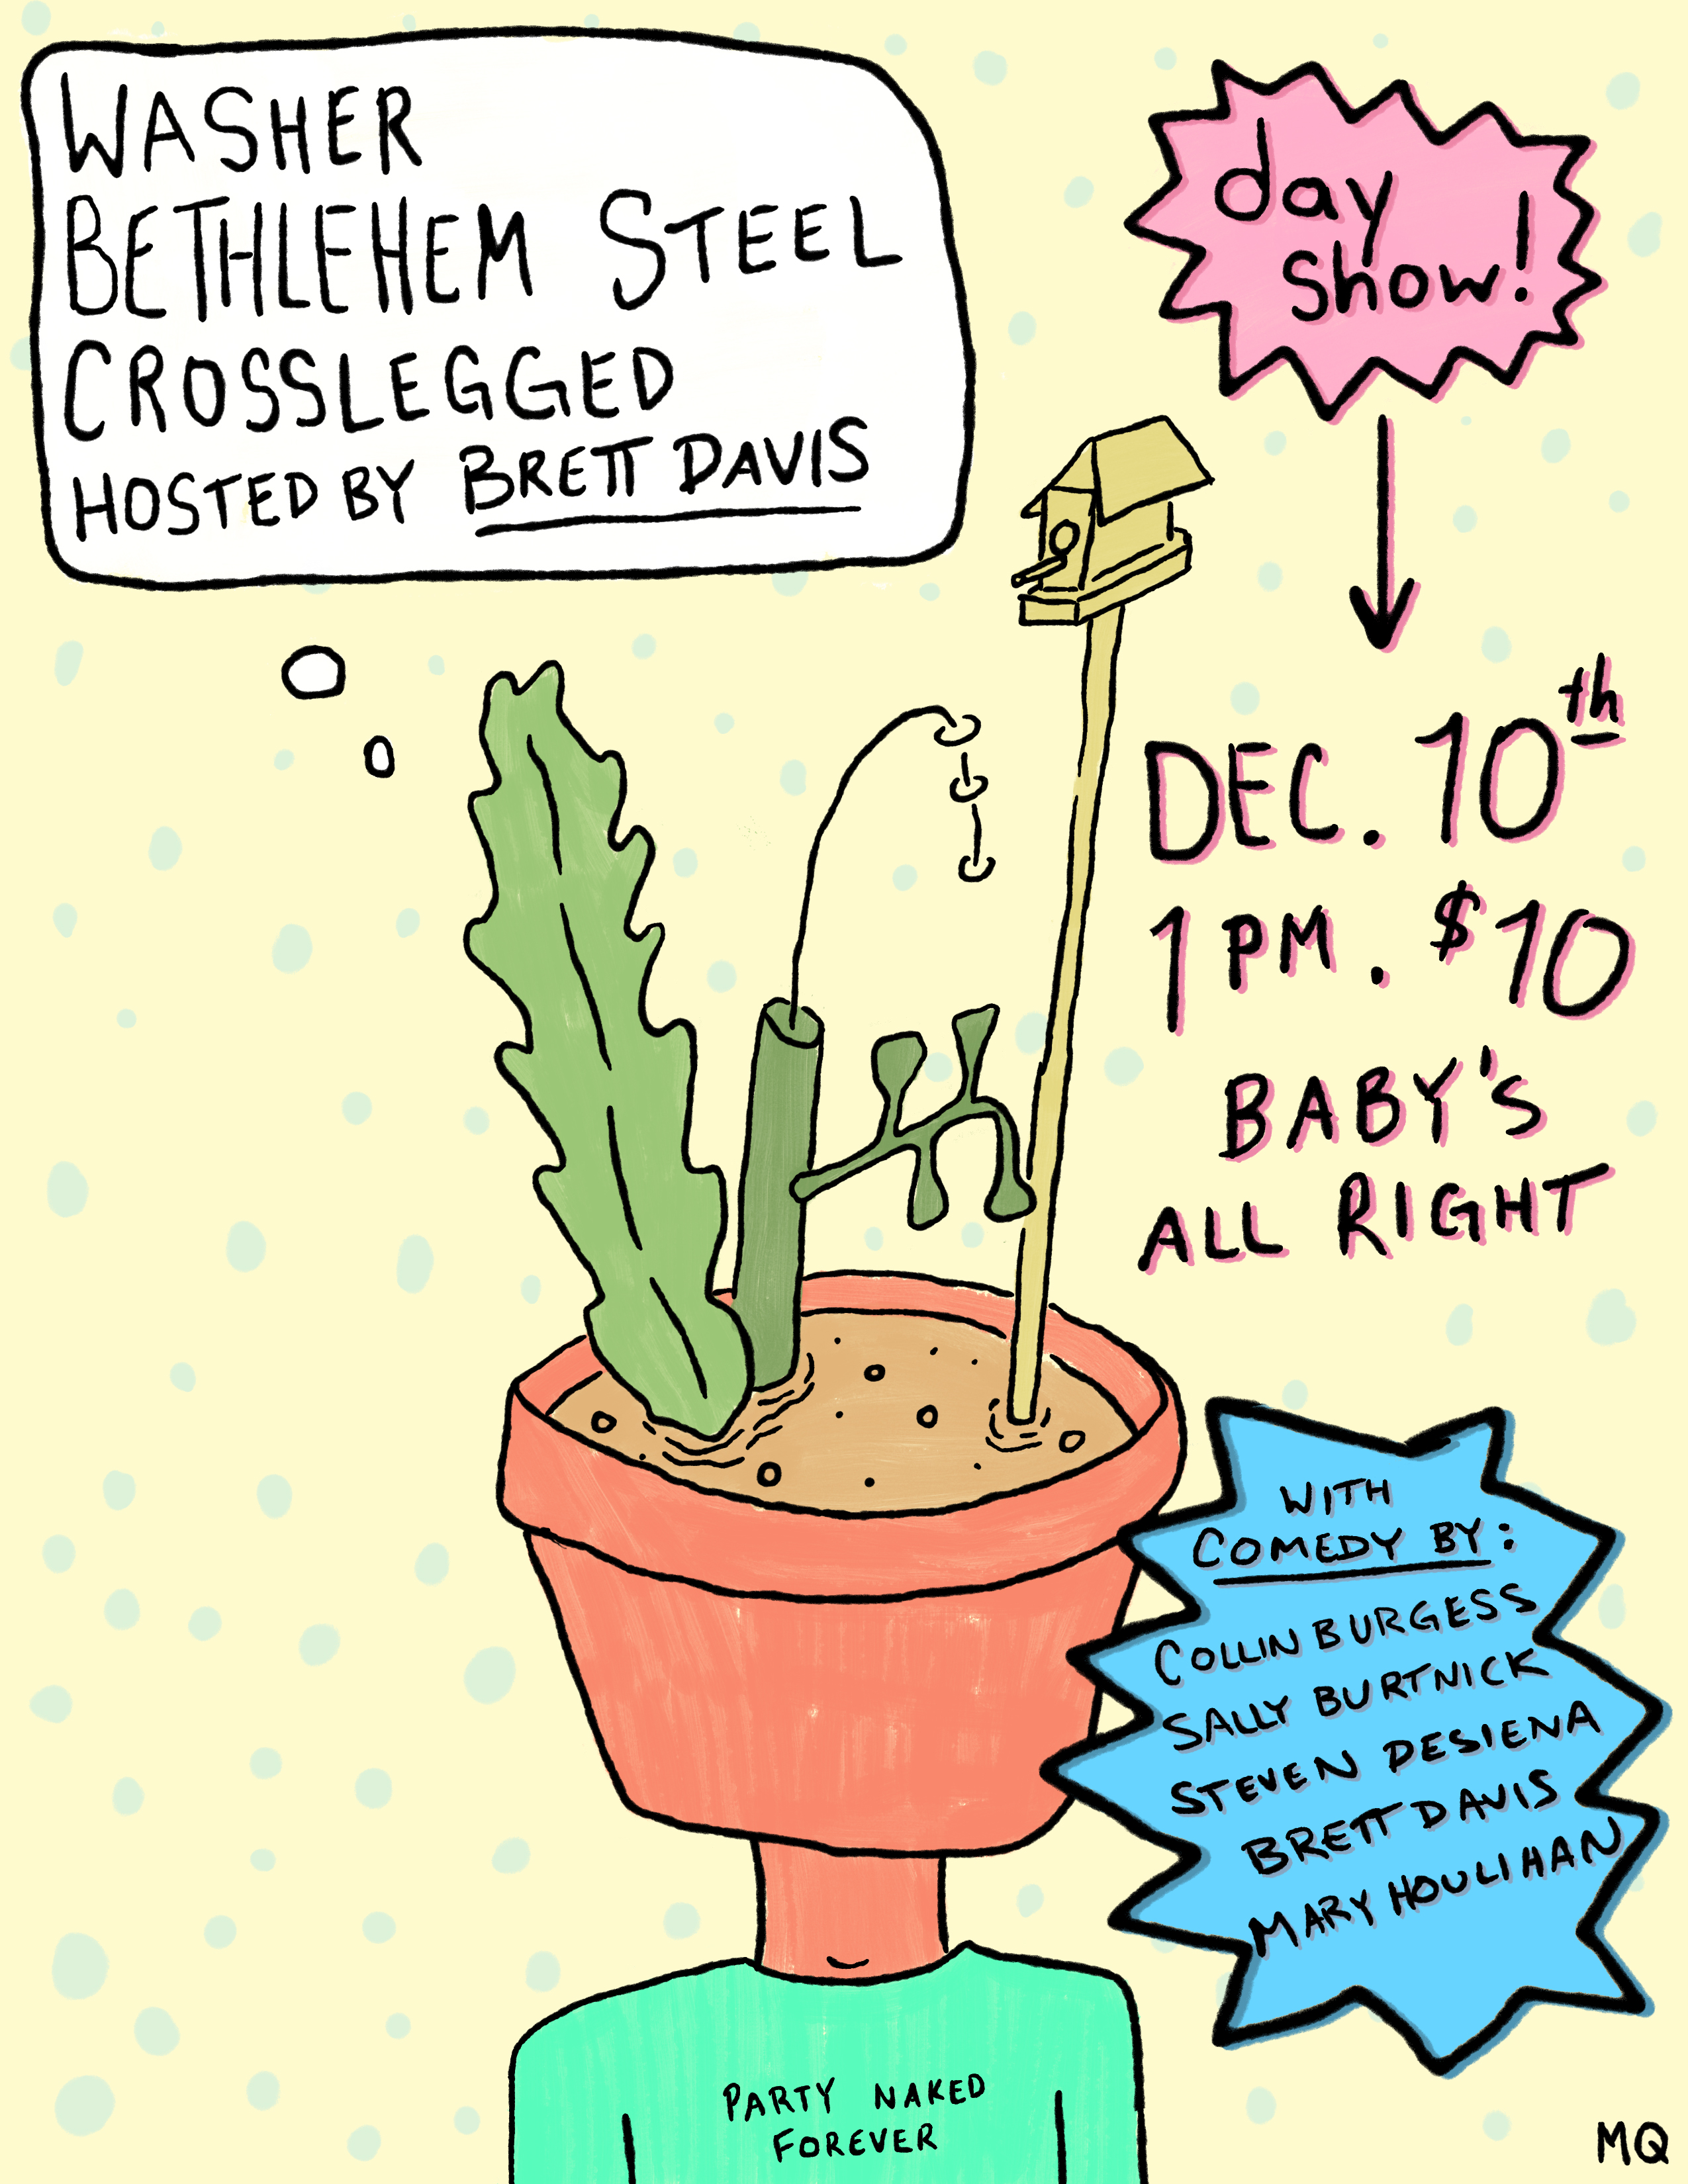 WASHER
BETHLEHEM STEEL
CROSSLEGGED
HOSTED BY BRETT DAVIS
day
show!
DEC. 10th
1 PM. $10
BABY'S
ALL RIGHT
WITH
COMEDY BY:
COLLIN BURGESS
SALLY BURTNICK
STEVEN DESIENA
BRETT DAVIS
MARY HOULIHAN
PARTY NAKED
FOREVER
MQ